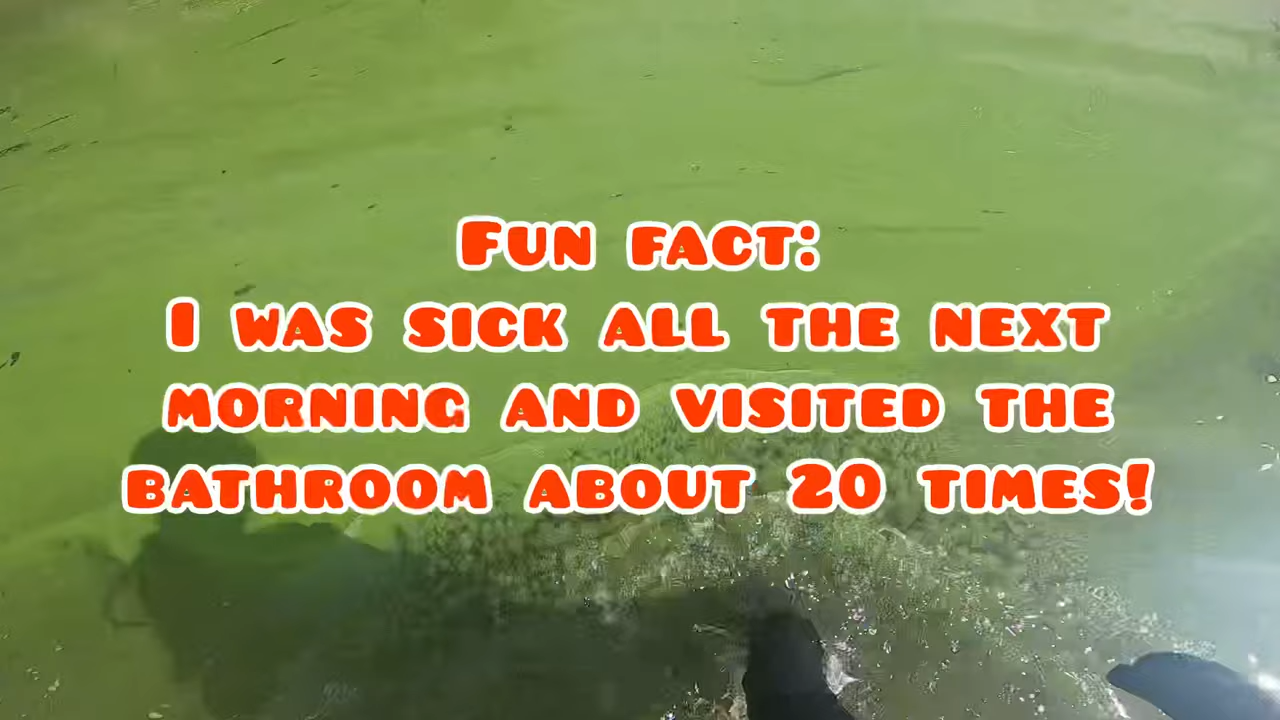 Fun fact:
I was sick all the next
morning and visited the
bathroom about 20 times!